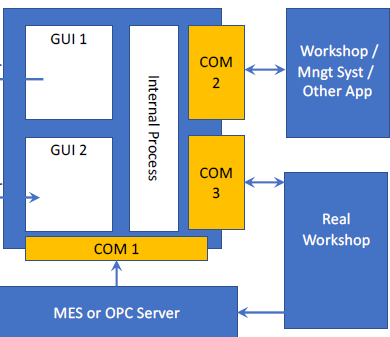 GUI 1
COM
2
Workshop /
Mngt Syst /
Other App
Internal Process
GUI 2
COM
3
Real
Workshop
COM 1
MES or OPC Server